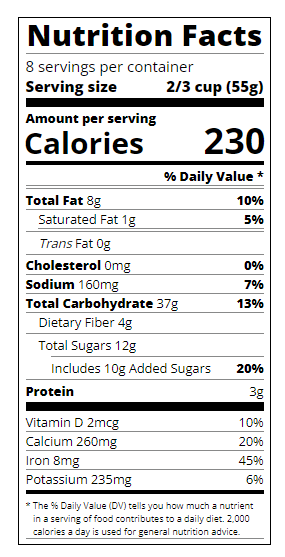 Nutrition Facts
8 servings per container
Serving size 2/3 cup (55g)
Amount per serving
Calories 230
% Daily Value *
Total Fat 8g 10%
Saturated Fat 1g 5%
Trans Fat 0g
Cholesterol 0mg 0%
Sodium 160mg 7%
Total Carbohydrate 37g 13%
Dietary Fiber 4g
Total Sugars 12g
Includes 10g Added Sugars 20%
Protein 3g
Vitamin D 2mcg 10%
Calcium 260mg 20%
Iron 8mg 45%
Potassium 235mg 6%
* The % Daily Value (DV) tells you how much a nutrient
in a serving of food contributes to a daily diet. 2,000
calories a day is used for general nutrition advice.